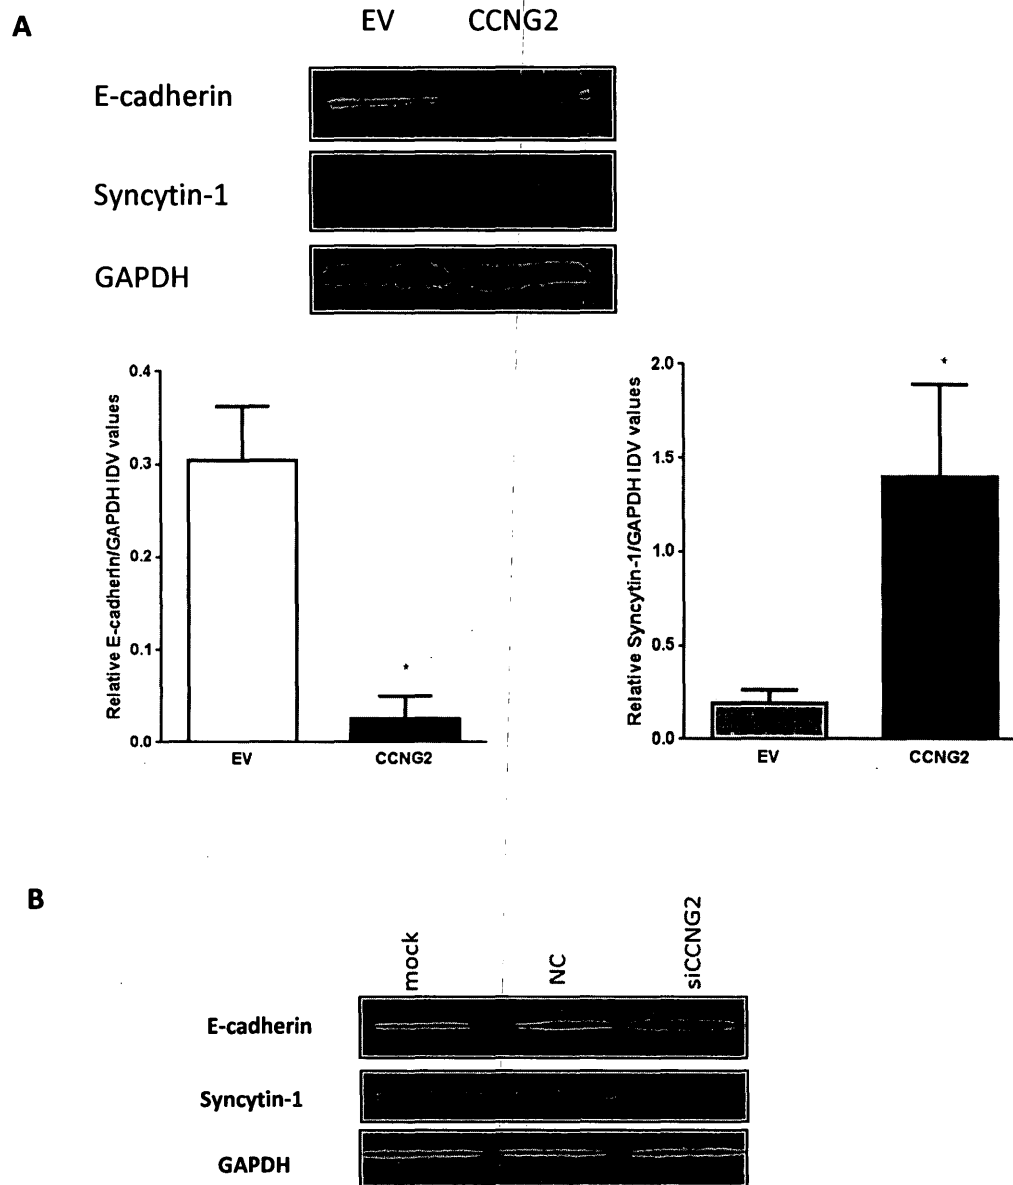 A
EV CCNG2
E-cadherin
Syncytin-1
GAPDH
Relative E-cadherin/GAPDH IDV values
0.4
0.3
0.2
0.1
0.0
*
EV CCNG2
Relative Syncytin-1/GAPDH IDV values
2.0
1.5
1.0
0.5
0.0
*
EV CCNG2
B
mock NC siCCNG2
E-cadherin
Syncytin-1
GAPDH